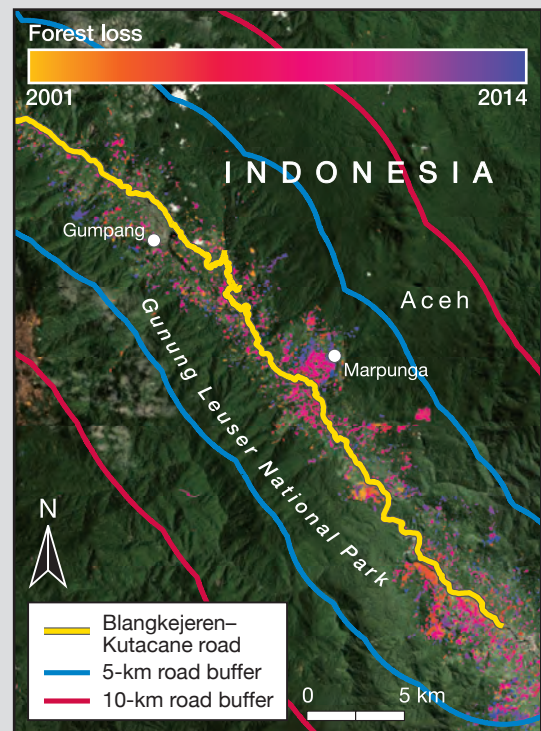 Forest loss
2001
2014
INDONESIA
Gumpang
Aceh
Gunung Leuser National Park
Marpunga
N
Blangkejeren–
Kutacane road
5-km road buffer
10-km road buffer
0
5 km